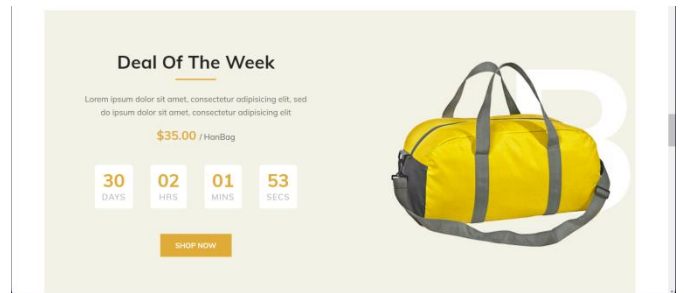 Deal Of The Week
Lorem ipsum dolor sit amet, consectetur adipisicing elit, sed
do ipsum dolor sit amet, consectetur adipisicing elit
$35.00 / HanBag
30 02 01 53
DAYS HRS MINS SECS
SHOP NOW
B